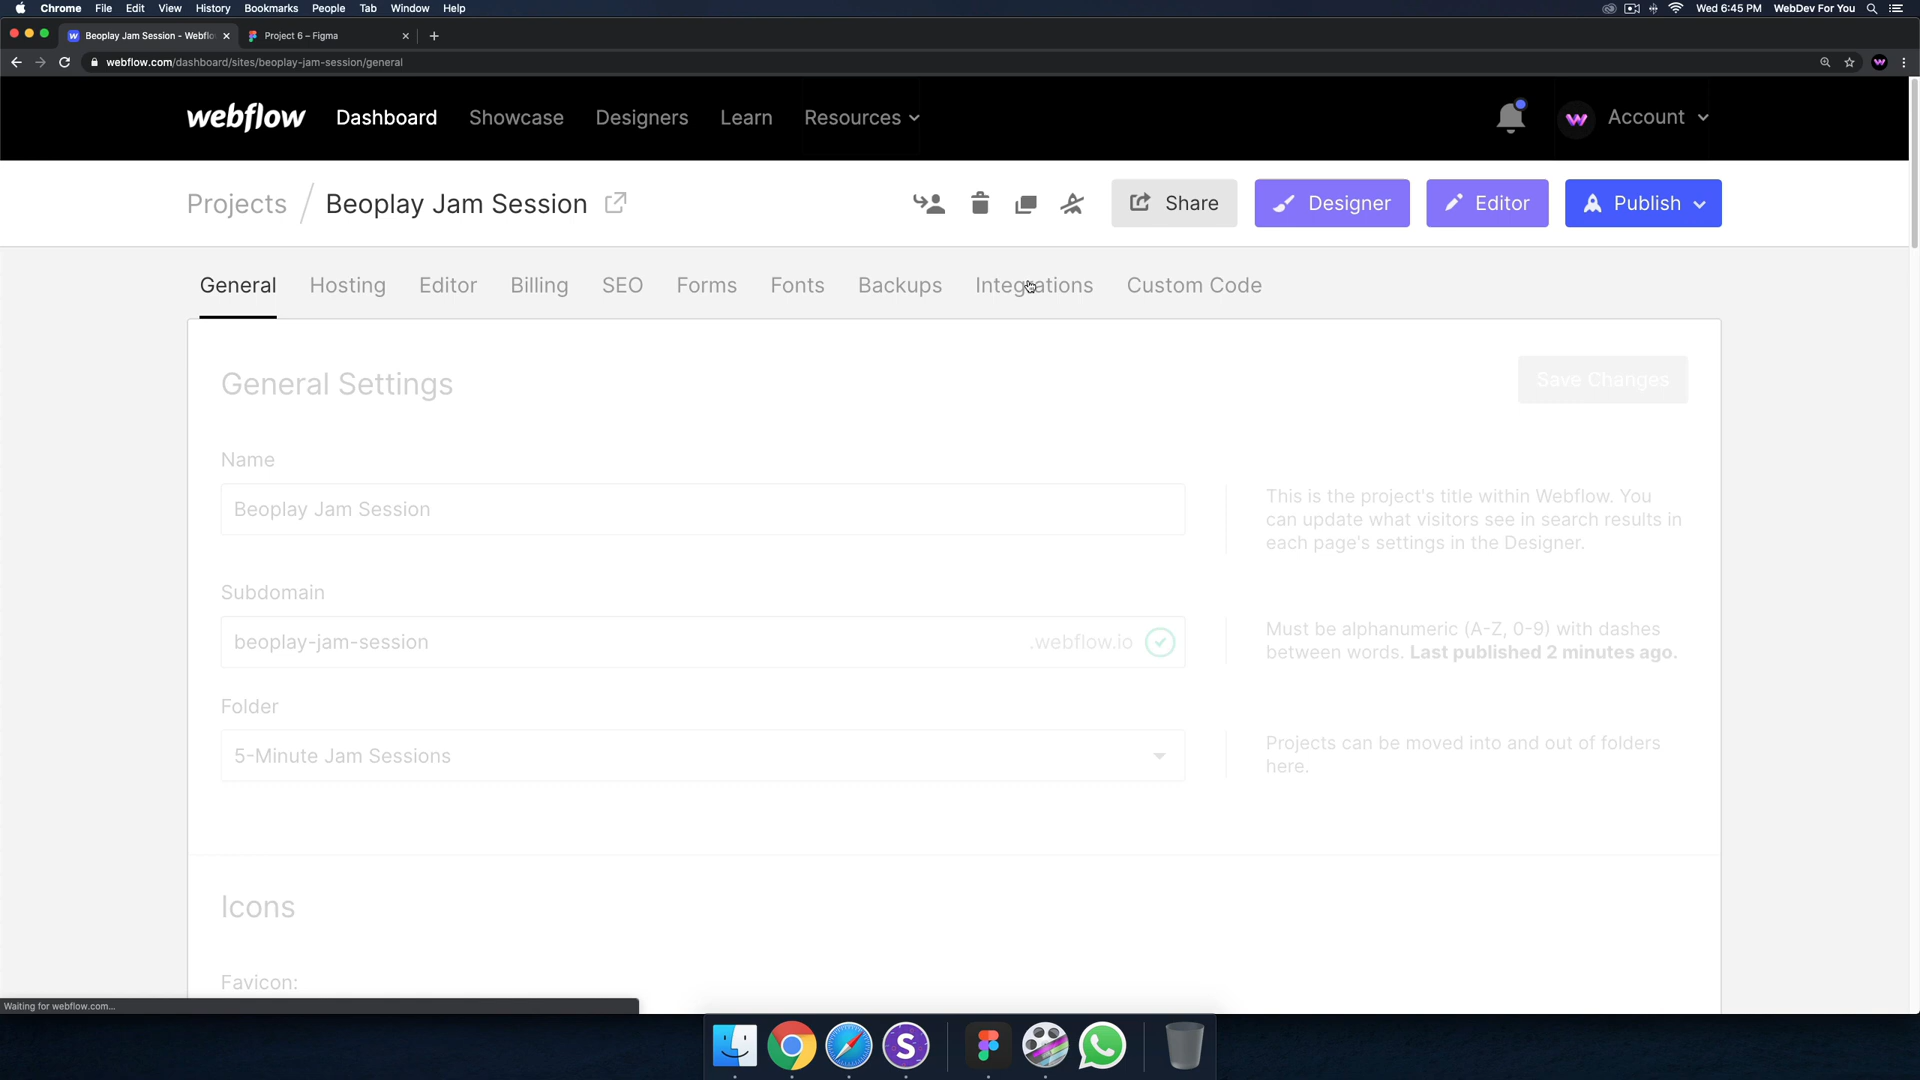 Chrome File Edit View History Bookmarks People Tab Window Help
Wed 6:45 PM WebDev For You
Beoplay Jam Session - Webflo
Project 6 – Figma
webflow.com/dashboard/sites/beoplay-jam-session/general
webflow Dashboard Showcase Designers Learn Resources Account
Projects / Beoplay Jam Session Share Designer Editor Publish
General Hosting Editor Billing SEO Forms Fonts Backups Integrations Custom Code
General Settings Save Changes
Name
Beoplay Jam Session
This is the project's title within Webflow. You
can update what visitors see in search results in
each page's settings in the Designer.
Subdomain
beoplay-jam-session .webflow.io
Must be alphanumeric (A-Z, 0-9) with dashes
between words. Last published 2 minutes ago.
Folder
5-Minute Jam Sessions
Projects can be moved into and out of folders
here.
Icons
Favicon:
Waiting for webflow.com...